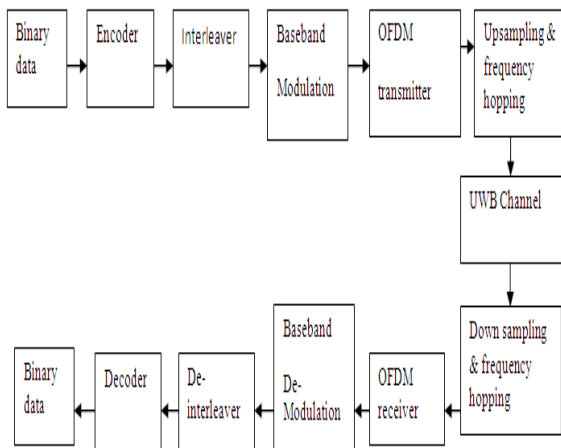 Binary
data
Encoder
Interleaver
Baseband
Modulation
OFDM
transmitter
Upsampling &
frequency
hopping
UWB Channel
Down sampling
& frequency
hopping
OFDM
receiver
Baseband
De-
Modulation
De-
interleaver
Decoder
Binary
data